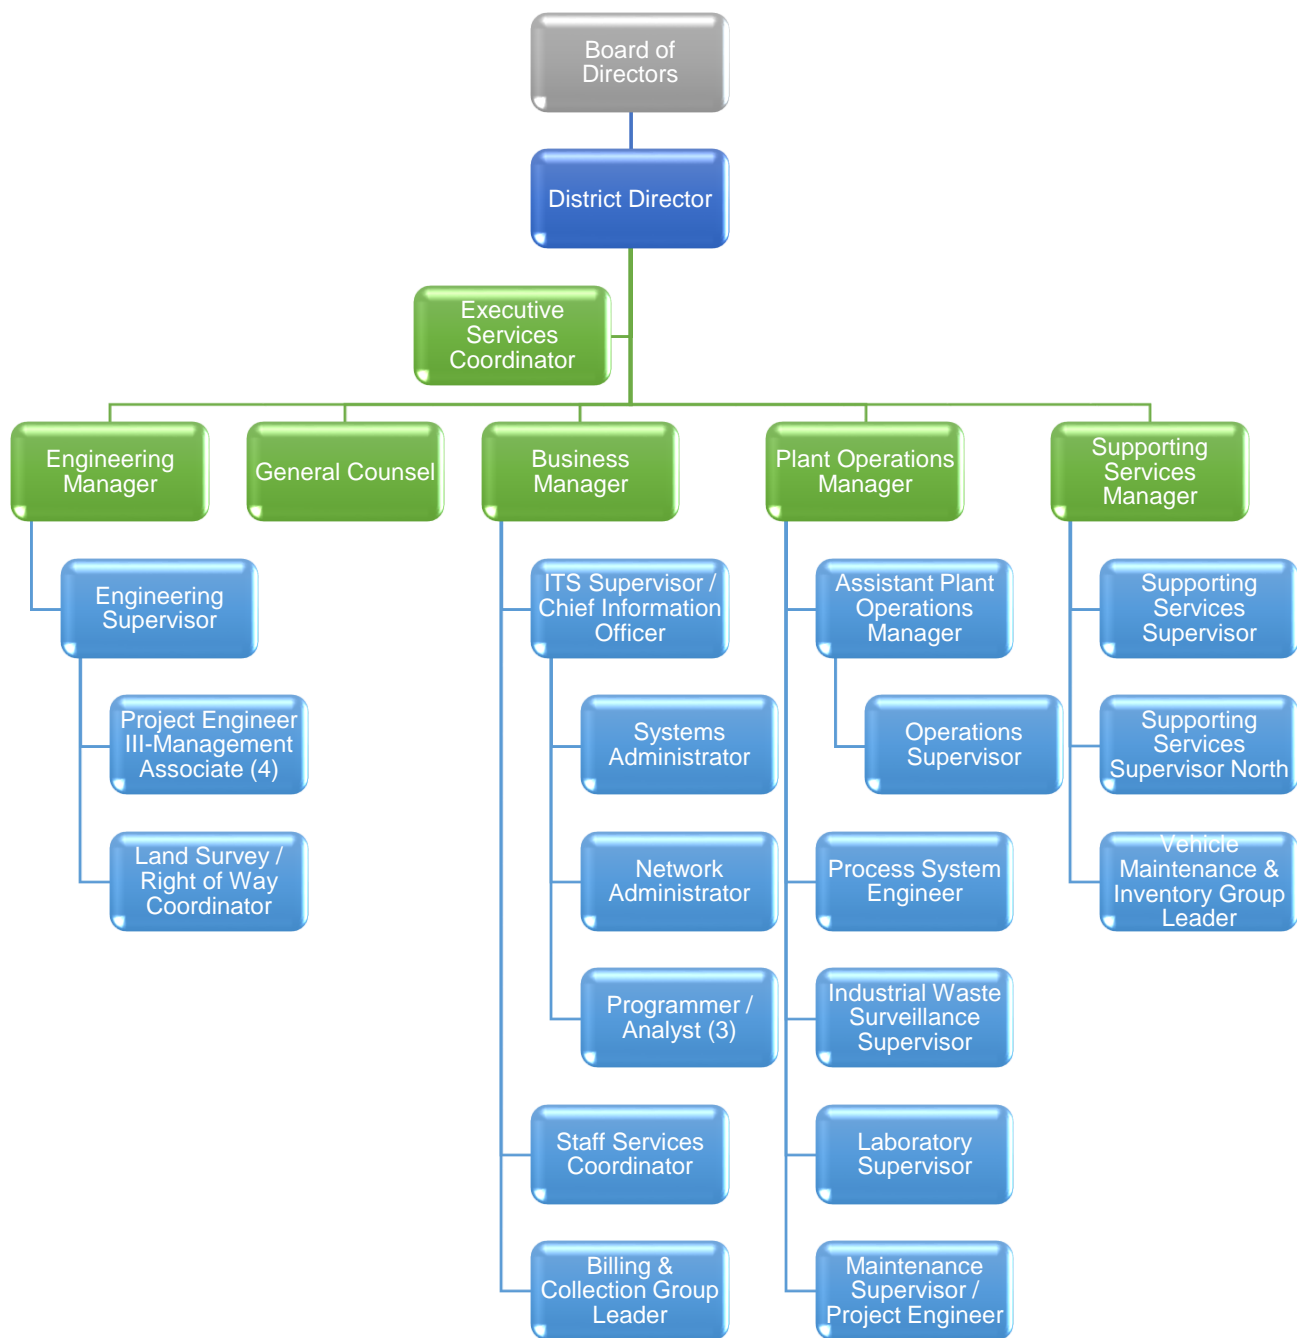 Board of
Directors
District Director
Executive
Services
Coordinator
Engineering
Manager
General Counsel
Business
Manager
Plant Operations
Manager
Supporting
Services
Manager
Engineering
Supervisor
Project Engineer
III-Management
Associate (4)
Land Survey /
Right of Way
Coordinator
ITS Supervisor /
Chief Information
Officer
Systems
Administrator
Network
Administrator
Programmer /
Analyst (3)
Staff Services
Coordinator
Billing &
Collection Group
Leader
Assistant Plant
Operations
Manager
Operations
Supervisor
Process System
Engineer
Industrial Waste
Surveillance
Supervisor
Laboratory
Supervisor
Maintenance
Supervisor /
Project Engineer
Supporting
Services
Supervisor
Supporting
Services
Supervisor North
Vehicle
Maintenance &
Inventory Group
Leader